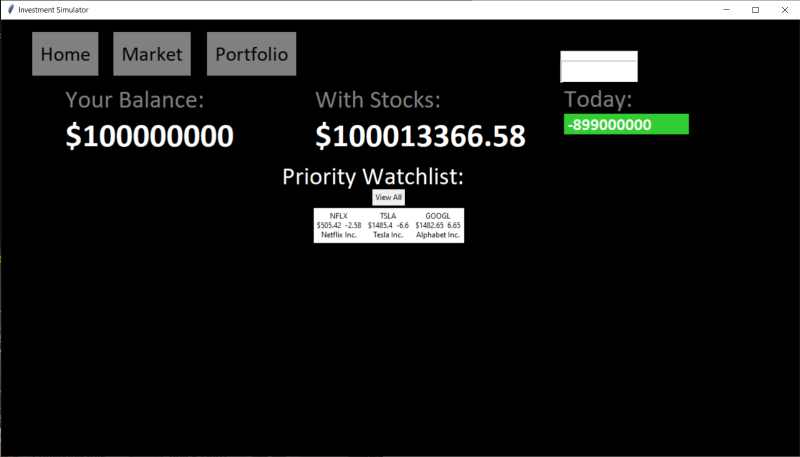 Investment Simulator
Home Market Portfolio
Your Balance: With Stocks: Today:
$100000000 $100013366.58 -899000000
Priority Watchlist:
View All
NFLX TSLA GOOGL
$505.42 -2.58 $1485.4 -6.6 $1482.65 6.65
Netflix Inc. Tesla Inc. Alphabet Inc.